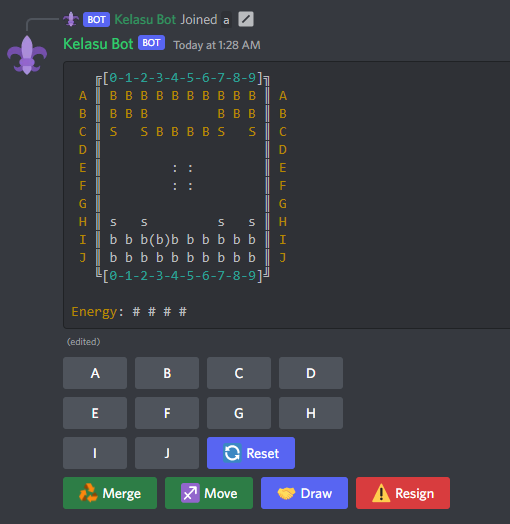 BOT Kelasu Bot Joined a
Kelasu Bot BOT Today at 1:28 AM
   ╔[0-1-2-3-4-5-6-7-8-9]╗
 A ║ B B B B B B B B B B ║ A
 B ║ B B B         B B B ║ B
 C ║ S   S B B B B S   S ║ C
 D ║                     ║ D
 E ║         : :         ║ E
 F ║         : :         ║ F
 G ║                     ║ G
 H ║ s   s         s   s ║ H
 I ║ b b b(b)b b b b b b ║ I
 J ║ b b b b b b b b b b ║ J
   ╚[0-1-2-3-4-5-6-7-8-9]╝
Energy: # # # #
(edited)
A B C D
E F G H
I J Reset
Merge Move Draw Resign